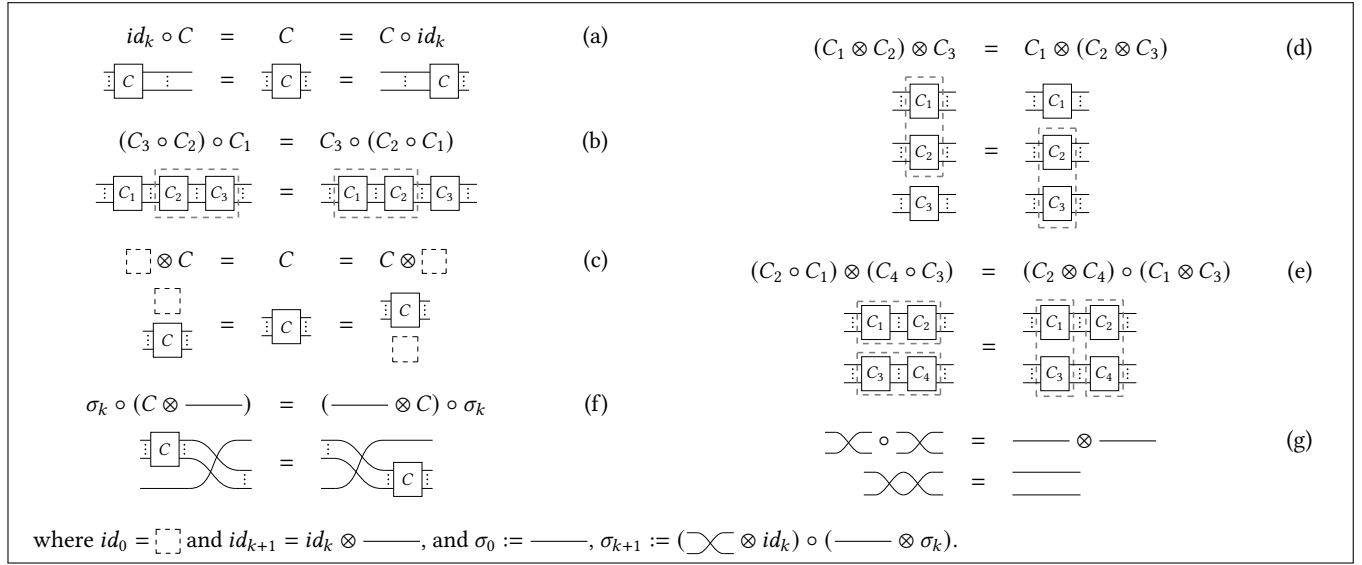 id_k ∘ C = C = C ∘ id_k (a)
C = C = C
(C_3 ∘ C_2) ∘ C_1 = C_3 ∘ (C_2 ∘ C_1) (b)
C_1 C_2 C_3 = C_1 C_2 C_3
⊗ C = C = C ⊗ (c)
C = C = C
σ_k ∘ (C ⊗ ——) = (—— ⊗ C) ∘ σ_k (f)
C = C
(C_1 ⊗ C_2) ⊗ C_3 = C_1 ⊗ (C_2 ⊗ C_3) (d)
C_1 C_1
C_2 = C_2
C_3 C_3
(C_2 ∘ C_1) ⊗ (C_4 ∘ C_3) = (C_2 ⊗ C_4) ∘ (C_1 ⊗ C_3) (e)
C_1 C_2 C_1 C_2
=
C_3 C_4 C_3 C_4
∘ = —— ⊗ —— (g)
=
where id_0 = and id_{k+1} = id_k ⊗ ——, and σ_0 := ——, σ_{k+1} := ( ⊗ id_k) ∘ (—— ⊗ σ_k).